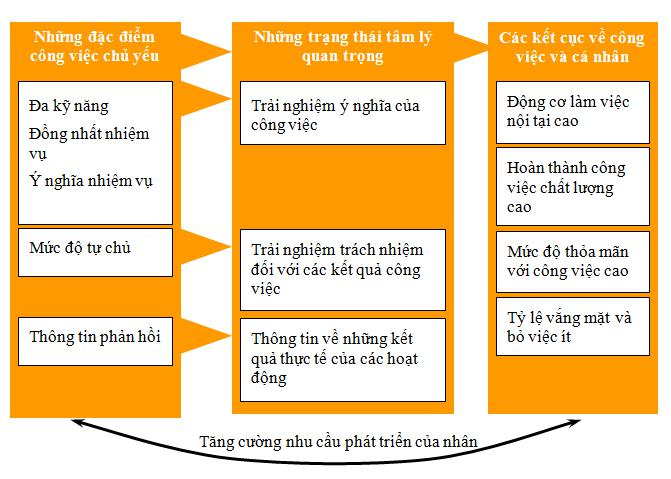 Những đặc điểm
công việc chủ yếu
Đa kỹ năng
Đồng nhất nhiệm
vụ
Ý nghĩa nhiệm vụ
Mức độ tự chủ
Thông tin phản hồi
Những trạng thái tâm lý
quan trọng
Trải nghiệm ý nghĩa của
công việc
Trải nghiệm trách nhiệm
đối với các kết quả công
việc
Thông tin về những kết
quả thực tế của các hoạt
động
Các kết cục về công
việc và cá nhân
Động cơ làm việc
nội tại cao
Hoàn thành công
việc chất lượng
cao
Mức độ thỏa mãn
với công việc cao
Tỷ lệ vắng mặt và
bỏ việc ít
Tăng cường nhu cầu phát triển của nhân